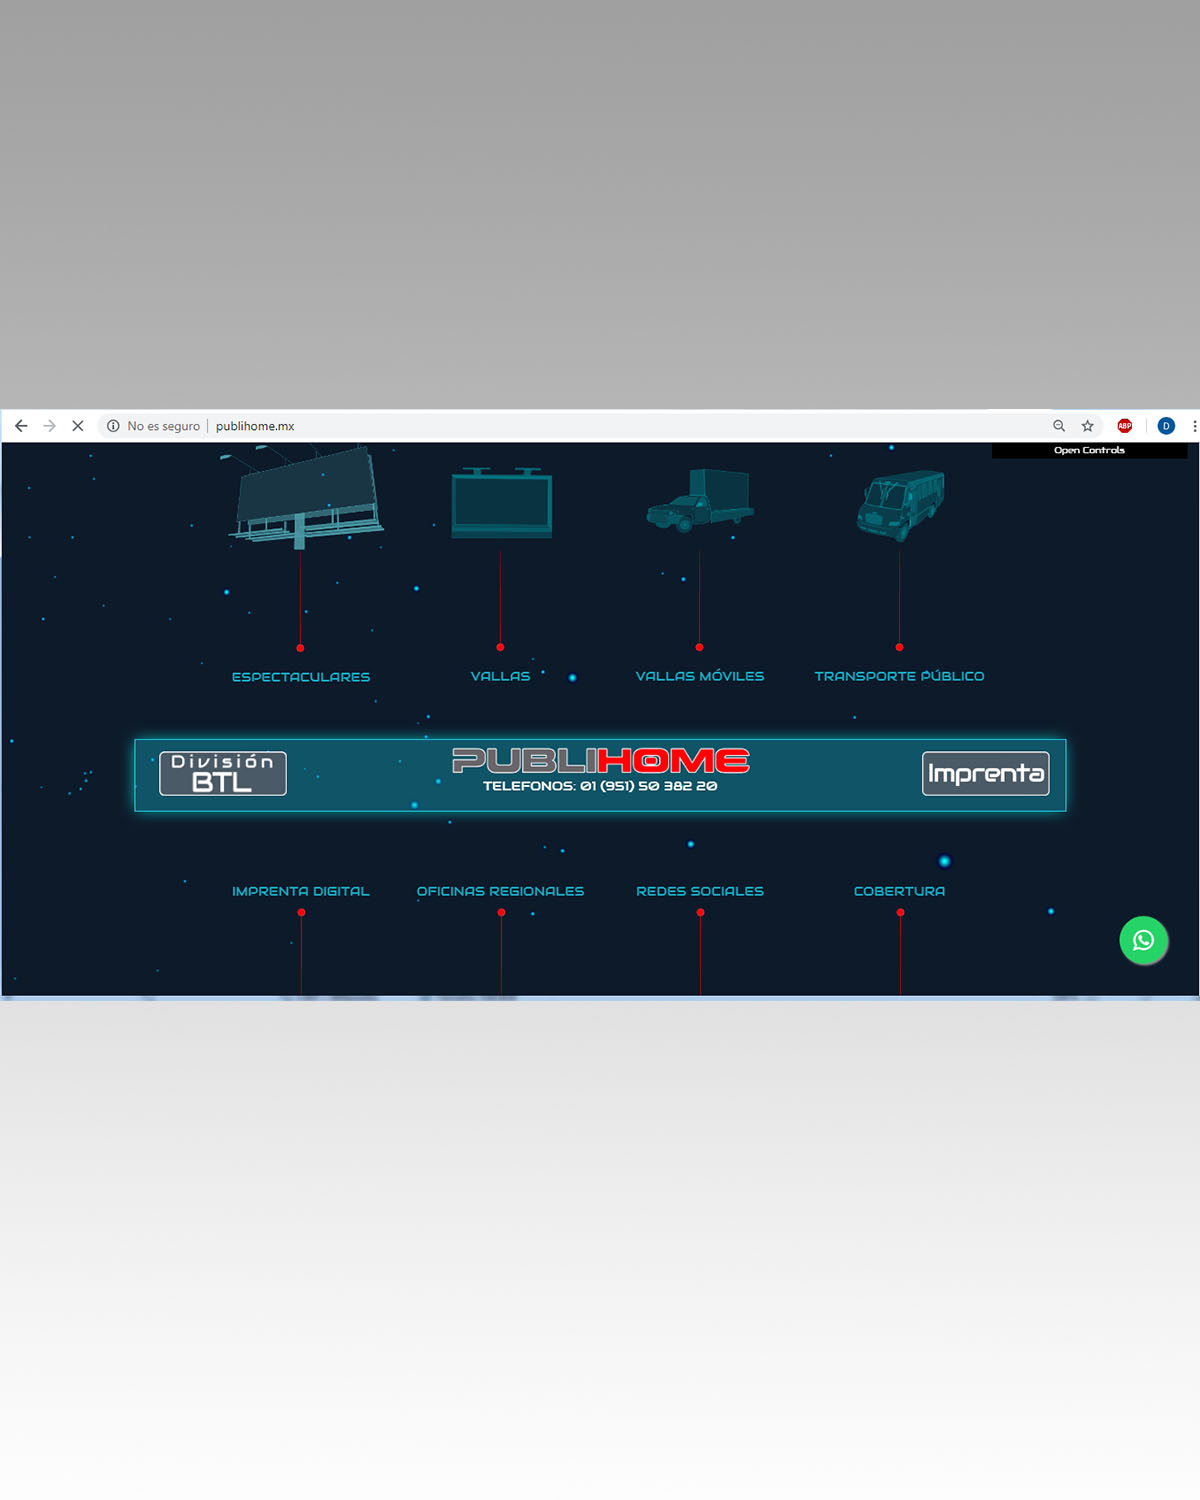 No es seguro | publihome.mx
ABP
D
Open Controls
ESPECTACULARES
VALLAS
VALLAS MÓVILES
TRANSPORTE PÚBLICO
División
BTL
PUBLIHOME
TELEFONOS: 01 (951) 50 382 20
Imprenta
IMPRENTA DIGITAL
OFICINAS REGIONALES
REDES SOCIALES
COBERTURA